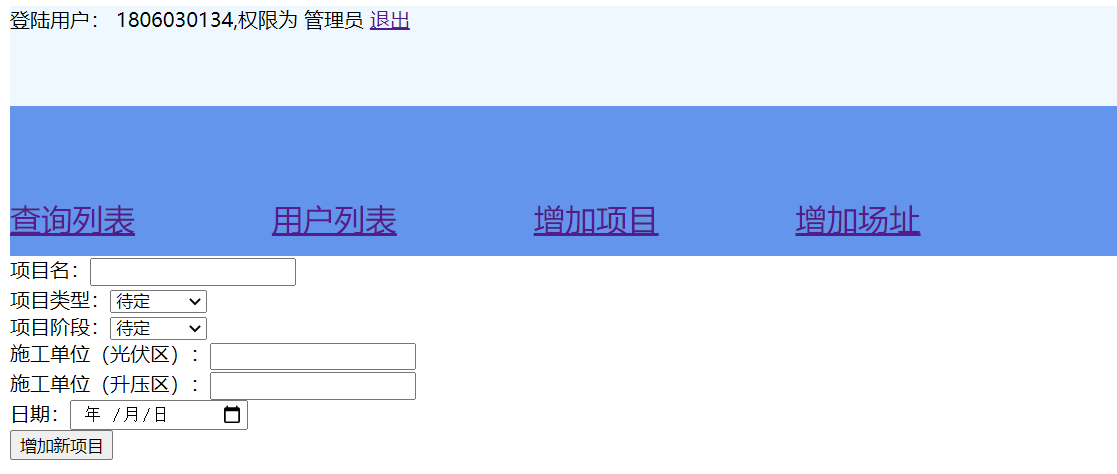 登陆用户： 1806030134,权限为 管理员 退出
查询列表 用户列表 增加项目 增加场址
项目名：
项目类型：待定
项目阶段：待定
施工单位（光伏区）：
施工单位（升压区）：
日期：年 /月/日
增加新项目